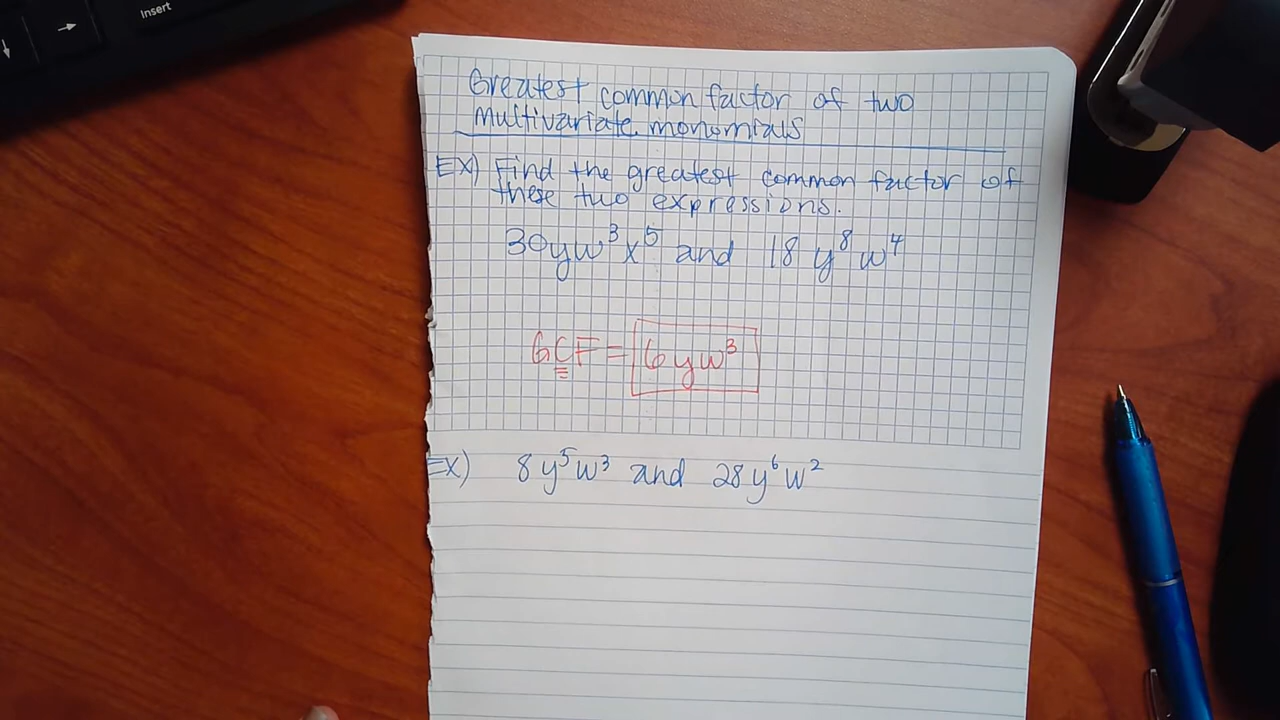 Insert
Greatest common factor of two
multivariate monomials
EX) Find the greatest common factor of
these two expressions.
30yw³x⁵ and 18y⁸w⁴
GCF = 6yw³
EX) 8y⁵w³ and 28y⁶w²